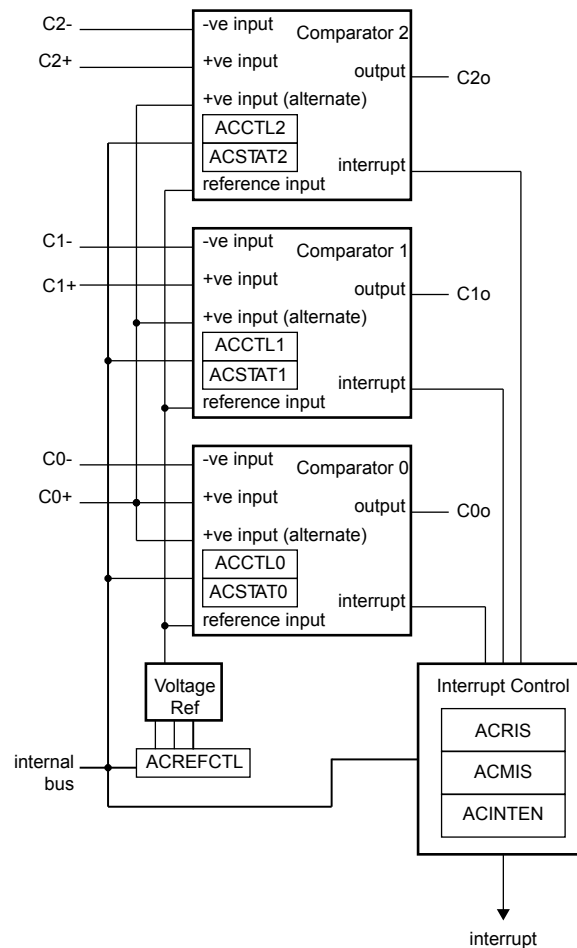 C2-
-ve input
Comparator 2
C2+
+ve input
output
C2o
+ve input (alternate)
ACCTL2
ACSTAT2
interrupt
reference input
C1-
-ve input
Comparator 1
C1+
+ve input
output
C1o
+ve input (alternate)
ACCTL1
ACSTAT1
interrupt
reference input
C0-
-ve input
Comparator 0
C0+
+ve input
output
C0o
+ve input (alternate)
ACCTL0
ACSTAT0
interrupt
reference input
Voltage
Ref
Interrupt Control
ACRIS
ACMIS
ACINTEN
internal
bus
ACREFCTL
interrupt